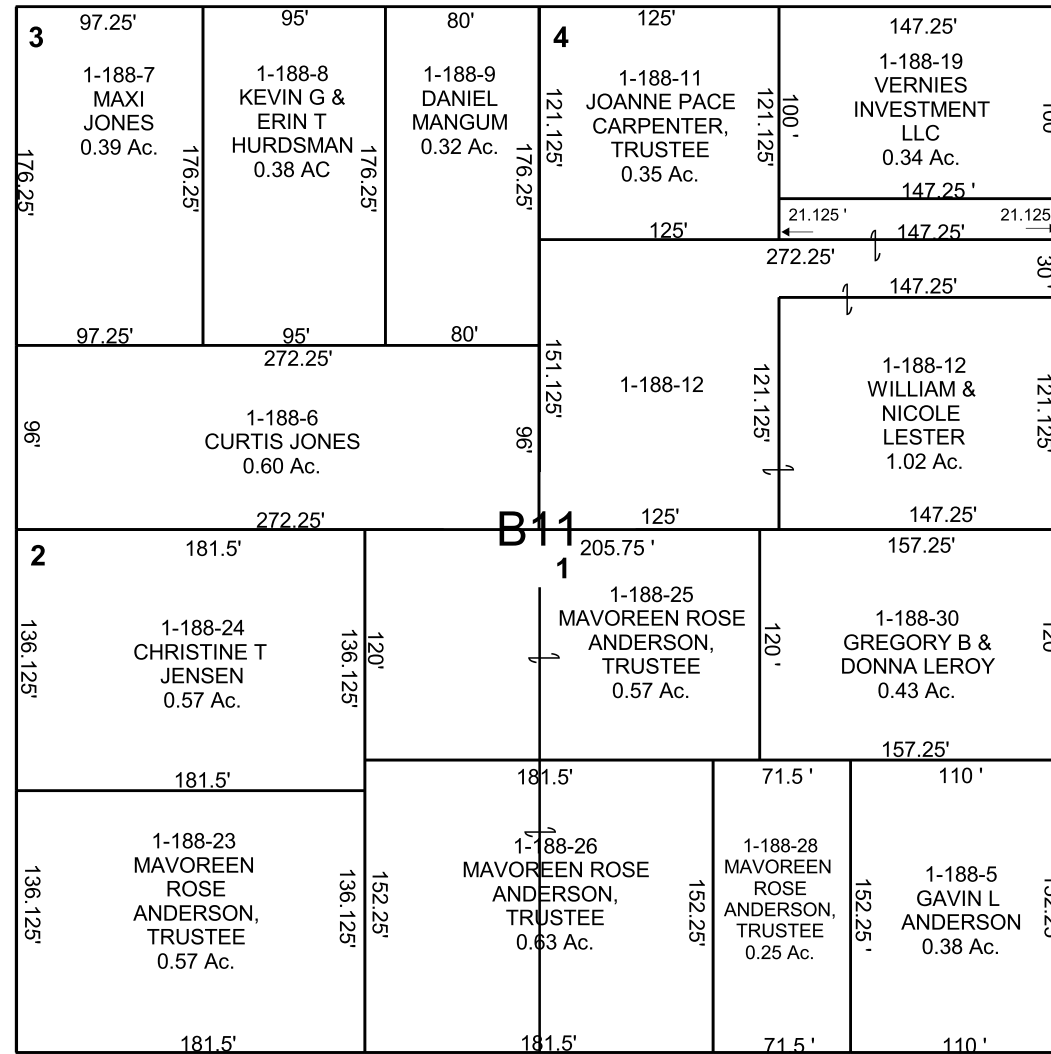 3
97.25'
1-188-7
MAXI
JONES
0.39 Ac.
176.25'
176.25'
97.25'
95'
1-188-8
KEVIN G &
ERIN T
HURDSMAN
0.38 AC
176.25'
95'
80'
1-188-9
DANIEL
MANGUM
0.32 Ac.
176.25'
80'
4
125'
1-188-11
JOANNE PACE
CARPENTER,
TRUSTEE
0.35 Ac.
121.125'
121.125'
125'
147.25'
1-188-19
VERNIES
INVESTMENT
LLC
0.34 Ac.
100 '
100'
147.25 '
21.125 '
21.125
147.25'
272.25'
30'
147.25'
272.25'
1-188-6
CURTIS JONES
0.60 Ac.
96'
96'
272.25'
151.125'
1-188-12
121.125'
125'
1-188-12
WILLIAM &
NICOLE
LESTER
1.02 Ac.
121.125'
147.25'
B11
2
181.5'
1-188-24
CHRISTINE T
JENSEN
0.57 Ac.
136.125'
136.125'
181.5'
1
205.75 '
120'
1-188-25
MAVOREEN ROSE
ANDERSON,
TRUSTEE
0.57 Ac.
120 '
157.25'
1-188-30
GREGORY B &
DONNA LEROY
0.43 Ac.
157.25'
1-188-23
MAVOREEN
ROSE
ANDERSON,
TRUSTEE
0.57 Ac.
136.125'
136.125'
181.5'
181.5'
1-188-26
MAVOREEN ROSE
ANDERSON,
TRUSTEE
0.63 Ac.
152.25'
152.25'
181.5'
71.5 '
1-188-28
MAVOREEN
ROSE
ANDERSON,
TRUSTEE
0.25 Ac.
152.25 '
71.5 '
110 '
1-188-5
GAVIN L
ANDERSON
0.38 Ac.
110 '